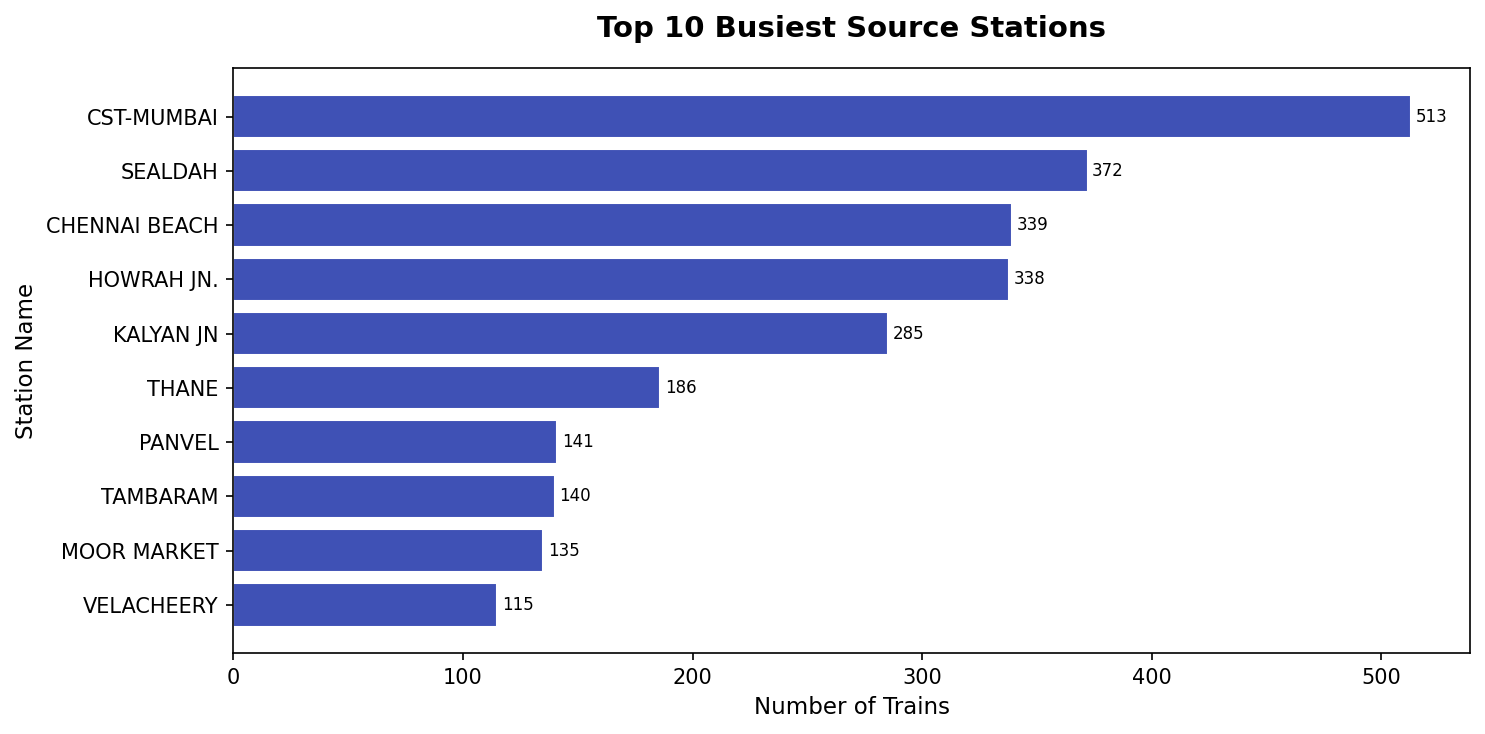 Top 10 Busiest Source Stations
Station Name
CST-MUMBAI 513
SEALDAH 372
CHENNAI BEACH 339
HOWRAH JN. 338
KALYAN JN 285
THANE 186
PANVEL 141
TAMBARAM 140
MOOR MARKET 135
VELACHEERY 115
0 100 200 300 400 500
Number of Trains